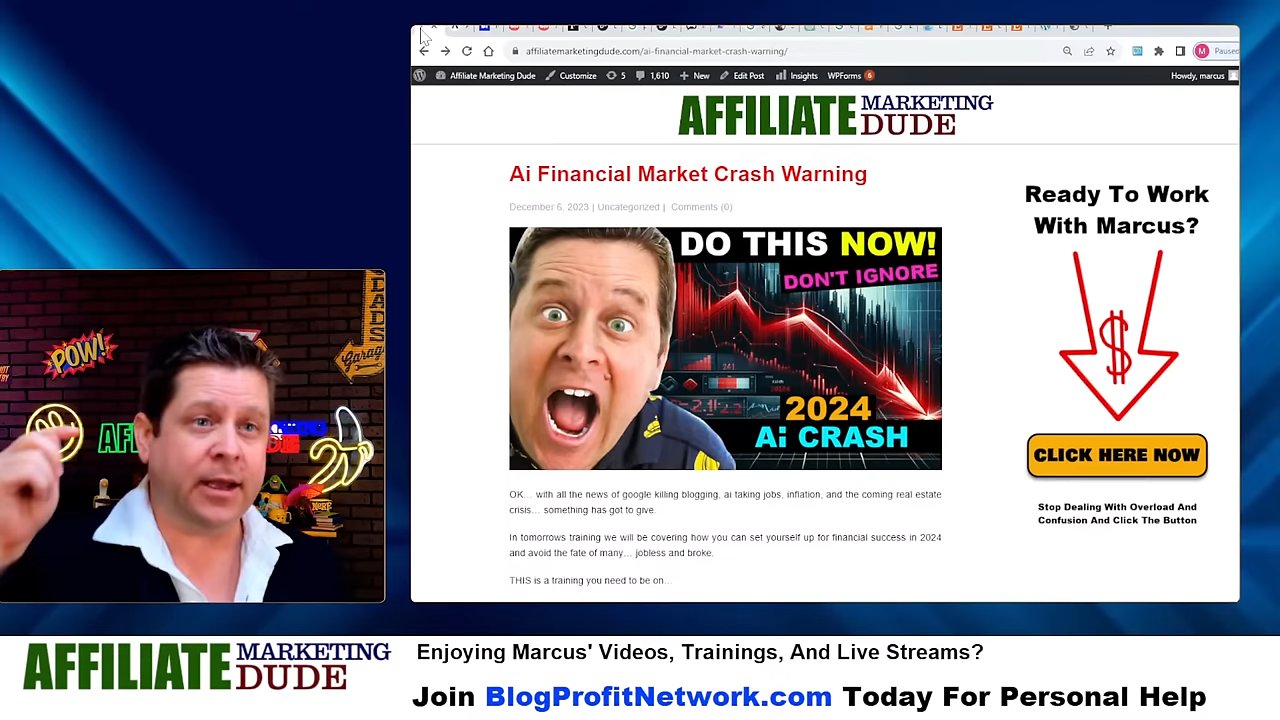 affiliatemarketingdude.com/ai-financial-market-crash-warning/
M Paused
Affiliate Marketing Dude Customize 5 1,610 New Edit Post Insights WPForms 6 Howdy, marcus
AFFILIATE MARKETING DUDE
Ai Financial Market Crash Warning
December 6, 2023 | Uncategorized | Comments (0)
DO THIS NOW!
DON'T IGNORE
241
2024
Ai CRASH
OK... with all the news of google killing blogging, ai taking jobs, inflation, and the coming real estate
crisis... something has got to give.
In tomorrows training we will be covering how you can set yourself up for financial success in 2024
and avoid the fate of many... jobless and broke.
THIS is a training you need to be on...
Ready To Work
With Marcus?
$
CLICK HERE NOW
Stop Dealing With Overload And
Confusion And Click The Button
POW!
Garag
AFFILIATE MARKETING DUDE
Enjoying Marcus' Videos, Trainings, And Live Streams?
Join BlogProfitNetwork.com Today For Personal Help